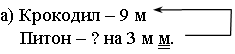 а) Крокодил – 9 м
Питон – ? на 3 м м.